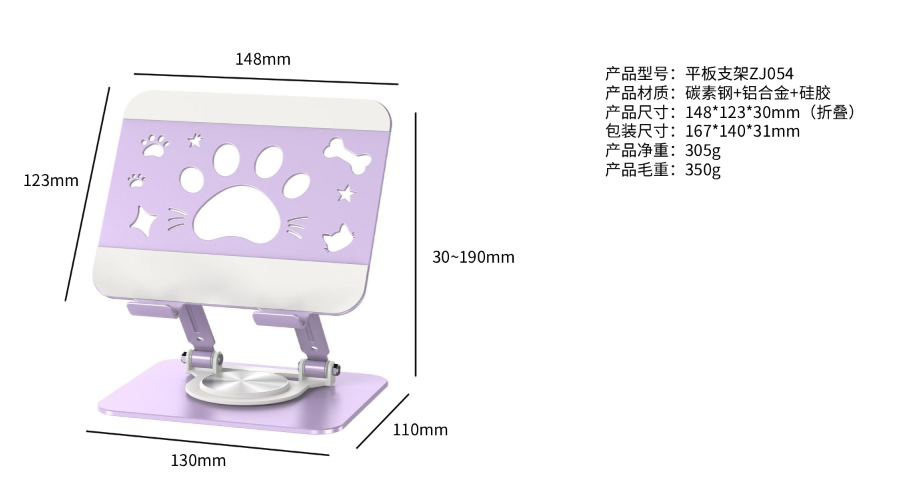 148mm
产品型号：平板支架ZJ054
产品材质：碳素钢+铝合金+硅胶
产品尺寸：148*123*30mm（折叠）
包装尺寸：167*140*31mm
产品净重：305g
产品毛重：350g
123mm
30~190mm
110mm
130mm